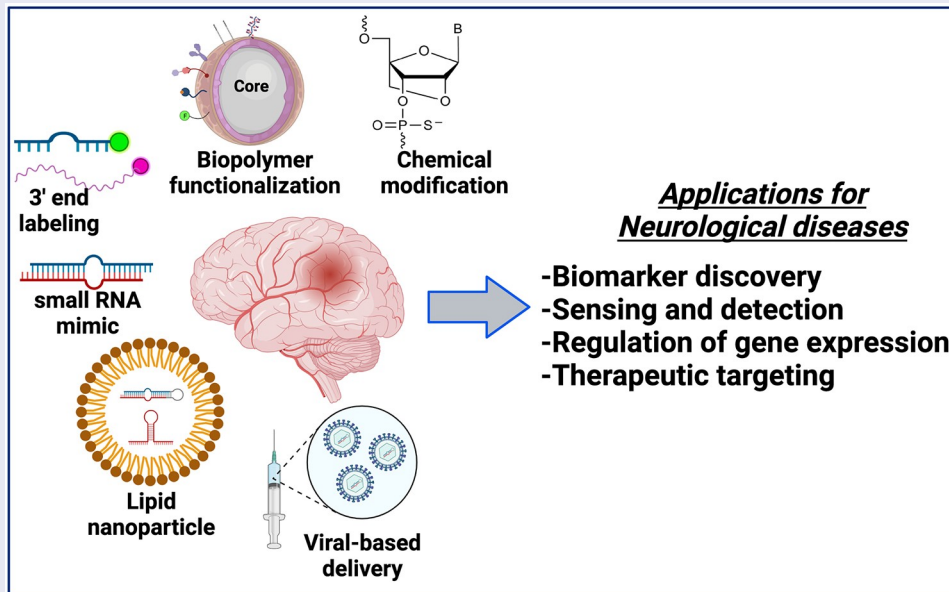 Core
Biopolymer
functionalization
O
O
B
O
O
O=P—S⁻
Chemical
modification
3' end
labeling
small RNA
mimic
Lipid
nanoparticle
Viral-based
delivery
Applications for
Neurological diseases
-Biomarker discovery
-Sensing and detection
-Regulation of gene expression
-Therapeutic targeting